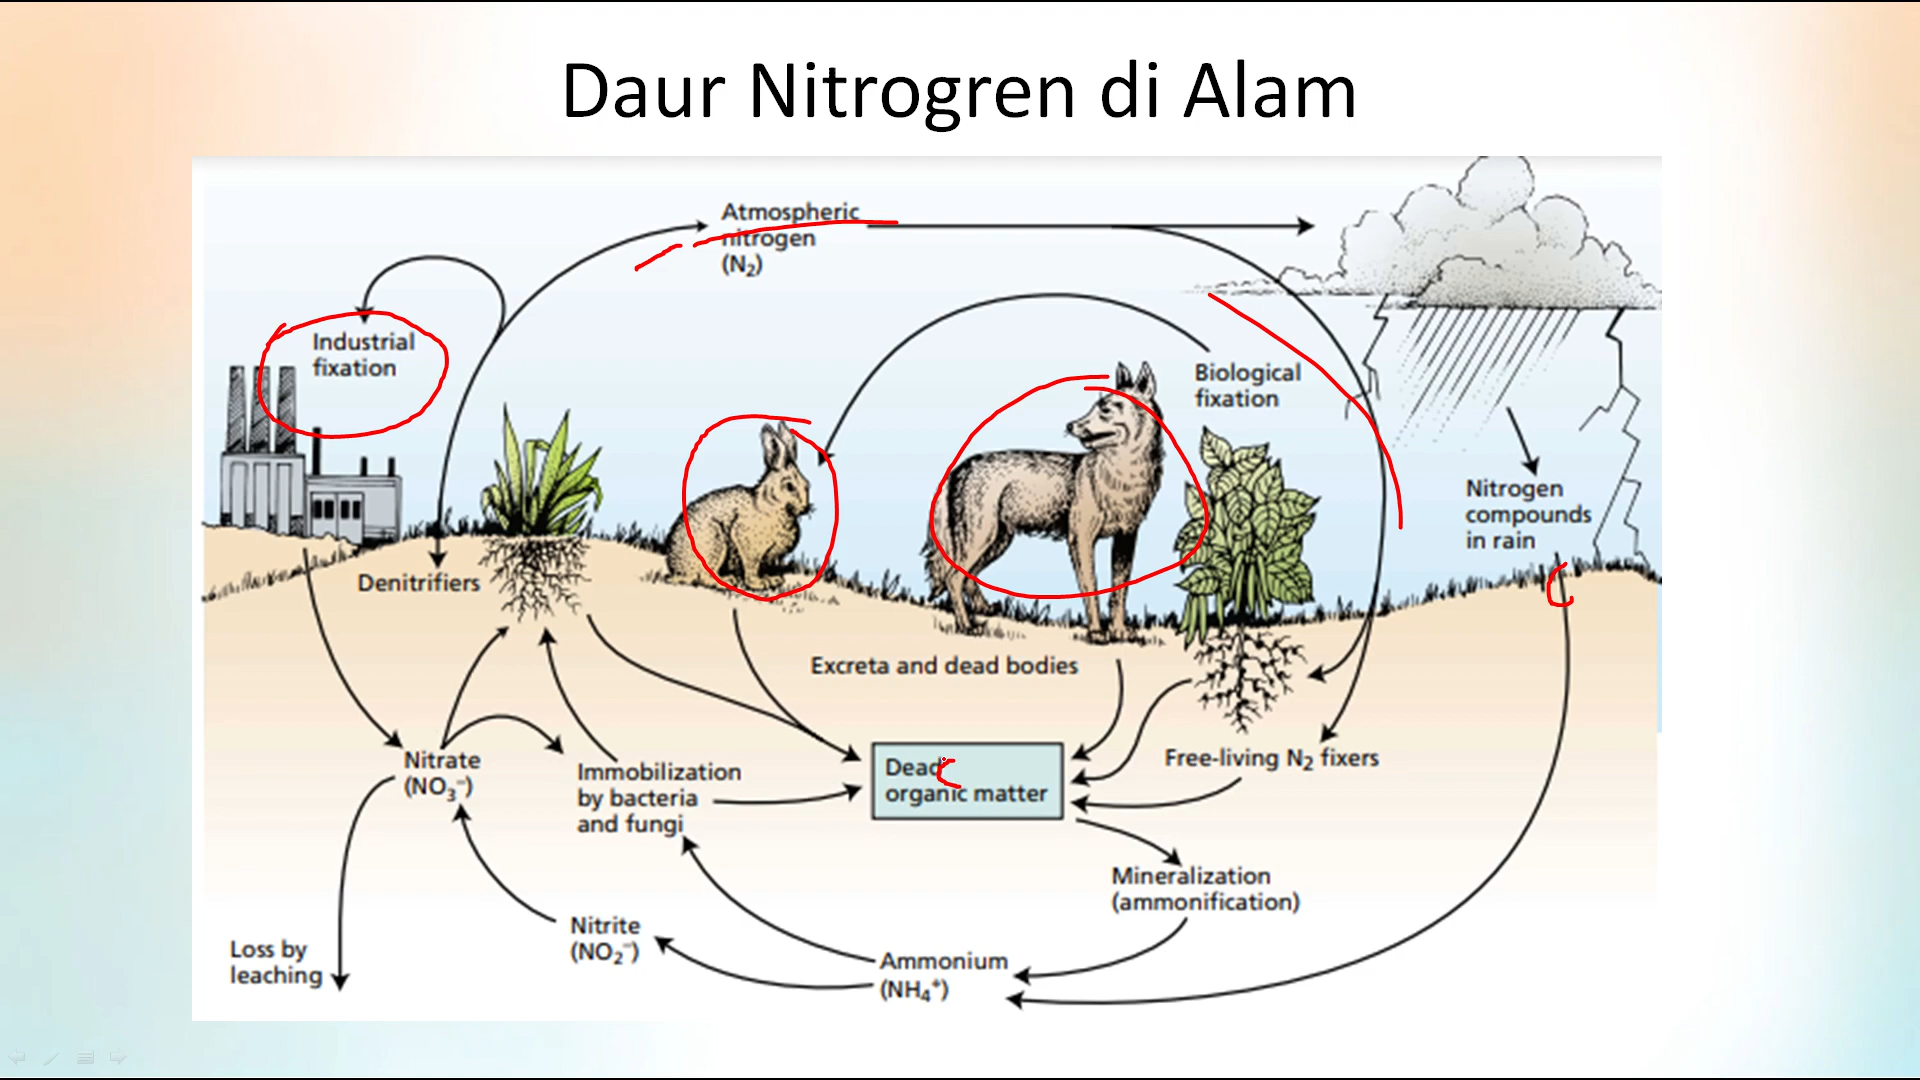 Daur Nitrogren di Alam
Atmospheric
nitrogen
(N₂)
Industrial
fixation
Biological
fixation
Nitrogen
compounds
in rain
Denitrifiers
Excreta and dead bodies
Nitrate
(NO₃⁻)
Immobilization
by bacteria
and fungi
Dead
organic matter
Free-living N₂ fixers
Mineralization
(ammonification)
Nitrite
(NO₂⁻)
Loss by
leaching
Ammonium
(NH₄⁺)